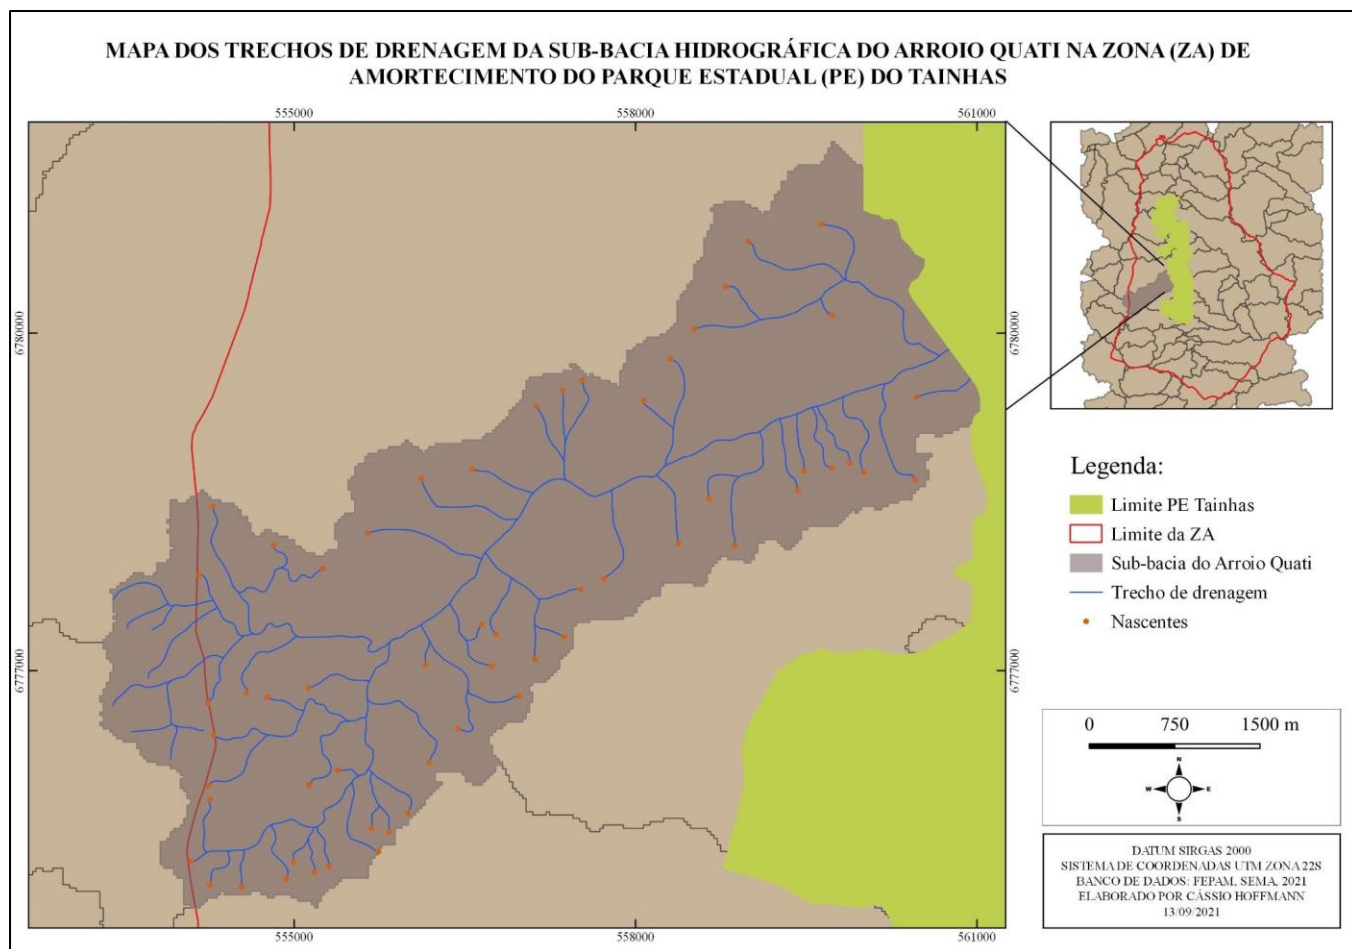 MAPA DOS TRECHOS DE DRENAGEM DA SUB-BACIA HIDROGRÁFICA DO ARROIO QUATI NA ZONA (ZA) DE
AMORTECIMENTO DO PARQUE ESTADUAL (PE) DO TAINHAS
555000
558000
561000
6780000
6780000
6777000
6777000
555000
558000
561000
Legenda:
Limite PE Tainhas
Limite da ZA
Sub-bacia do Arroio Quati
Trecho de drenagem
Nascentes
0 750 1500 m
N
W E
S
DATUM SIRGAS 2000
SISTEMA DE COORDENADAS UTM ZONA 22S
BANCO DE DADOS: FEPAM, SEMA, 2021
ELABORADO POR CÁSSIO HOFFMANN
13/09/2021